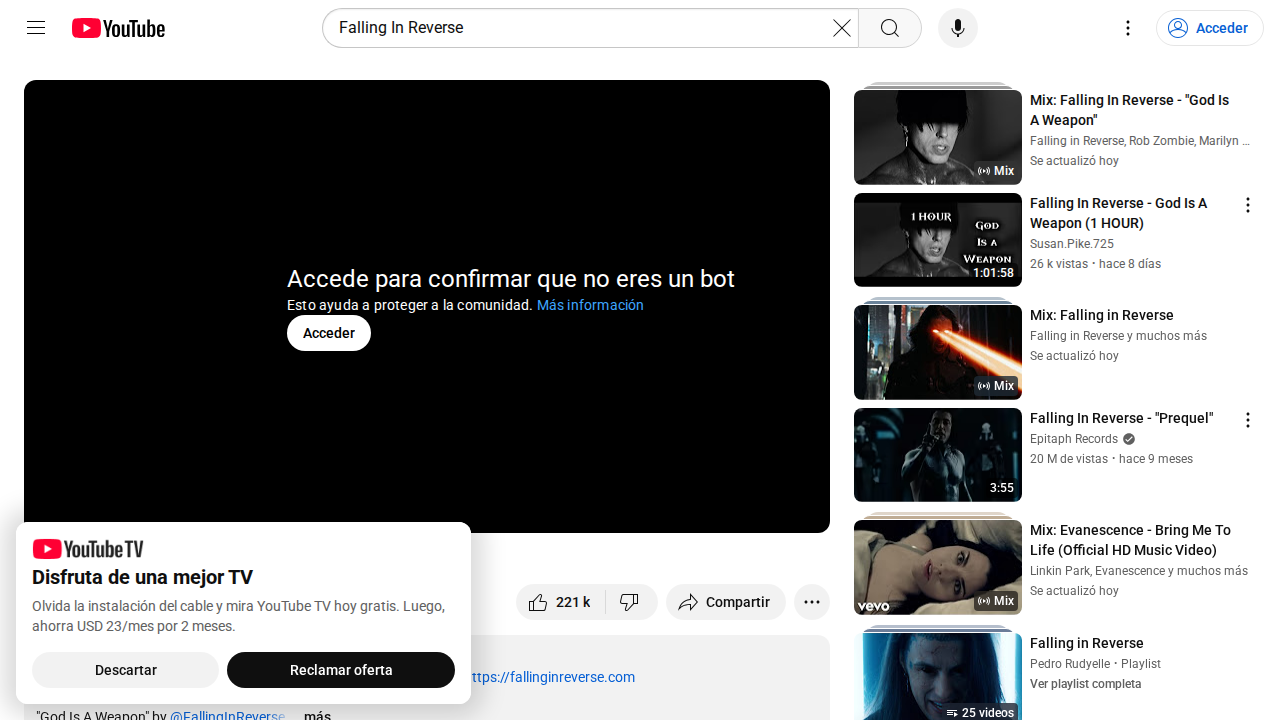 YouTube
Falling In Reverse
Acceder
Accede para confirmar que no eres un bot
Esto ayuda a proteger a la comunidad. Más información
Acceder
YouTube TV
Disfruta de una mejor TV
Olvida la instalación del cable y mira YouTube TV hoy gratis. Luego,
ahorra USD 23/mes por 2 meses.
Descartar
Reclamar oferta
221 k
Compartir
ttps://fallinginreverse.com
"God Is A Weapon" by @FallingInReverse
más
Mix: Falling In Reverse - "God Is
A Weapon"
Falling in Reverse, Rob Zombie, Marilyn ...
Se actualizó hoy
Mix
Falling In Reverse - God Is A
Weapon (1 HOUR)
Susan.Pike.725
26 k vistas • hace 8 días
1 HOUR
GOD
IS A
WEAPON
1:01:58
Mix: Falling in Reverse
Falling in Reverse y muchos más
Se actualizó hoy
Mix
Falling In Reverse - "Prequel"
Epitaph Records
20 M de vistas • hace 9 meses
3:55
Mix: Evanescence - Bring Me To
Life (Official HD Music Video)
Linkin Park, Evanescence y muchos más
Se actualizó hoy
vevo
Mix
Falling in Reverse
Pedro Rudyelle • Playlist
Ver playlist completa
25 videos